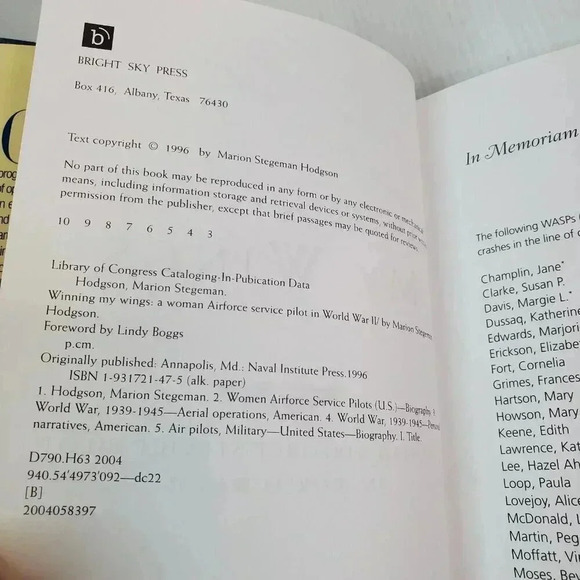 b
BRIGHT SKY PRESS
Box 416, Albany, Texas 76430
Text copyright © 1996 by Marion Stegeman Hodgson
No part of this book may be reproduced in any form or by any electronic or mechanical
means, including information storage and retrieval devices or systems, without prior
permission from the publisher, except that brief passages may be quoted for reviews.
10 9 8 7 6 5 4 3
Library of Congress Cataloging-In-Pubication Data
Hodgson, Marion Stegeman.
Winning my wings: a woman Airforce service pilot in World War II/ by Marion Stegeman
Hodgson.
Foreword by Lindy Boggs
p.cm.
Originally published: Annapolis, Md.: Naval Institute Press.1996
ISBN 1-931721-47-5 (alk. paper)
1. Hodgson, Marion Stegeman. 2. Women Airforce Service Pilots (U.S.)—Biography
World War, 1939-1945—Aerial operations, American. 4. World War, 1939-1945—Personal
narratives, American. 5. Air pilots, Military—United States—Biography. I. Title.
D790.H63 2004
940.54'4973'092—dc22
[B]
2004058397
In Memoriam
The following WASPs
crashes in the line of
Champlin, Jane*
Clarke, Susan P.
Davis, Margie L.*
Dussaq, Katherine
Edwards, Marjori
Erickson, Elizabe
Fort, Cornelia
Grimes, Frances
Hartson, Mary
Howson, Mary
Keene, Edith
Lawrence, Kat
Lee, Hazel Ah
Loop, Paula
Lovejoy, Alice
McDonald, L
Martin, Peg
Moffatt, Vir
Moses, Bev